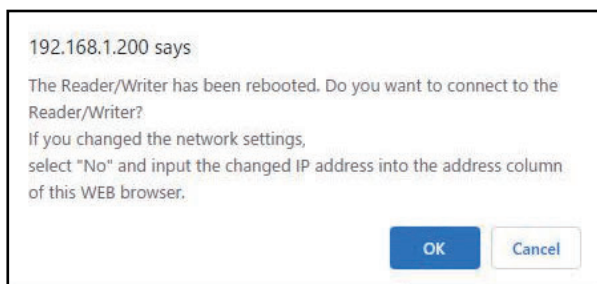 192.168.1.200 says
The Reader/Writer has been rebooted. Do you want to connect to the
Reader/Writer?
If you changed the network settings,
select "No" and input the changed IP address into the address column
of this WEB browser.
OK
Cancel